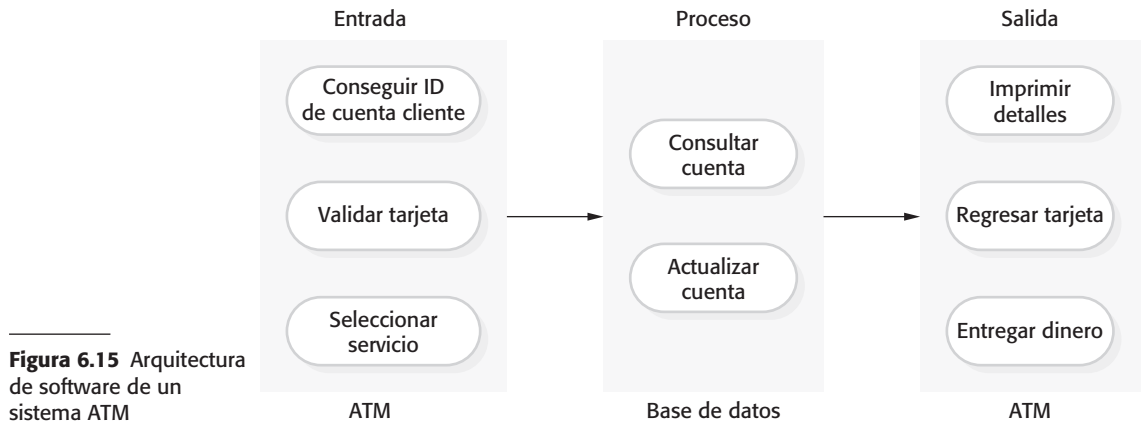 Entrada
Conseguir ID
de cuenta cliente
Validar tarjeta
Seleccionar
servicio
ATM
Proceso
Consultar
cuenta
Actualizar
cuenta
Base de datos
Salida
Imprimir
detalles
Regresar tarjeta
Entregar dinero
ATM
Figura 6.15 Arquitectura
de software de un
sistema ATM